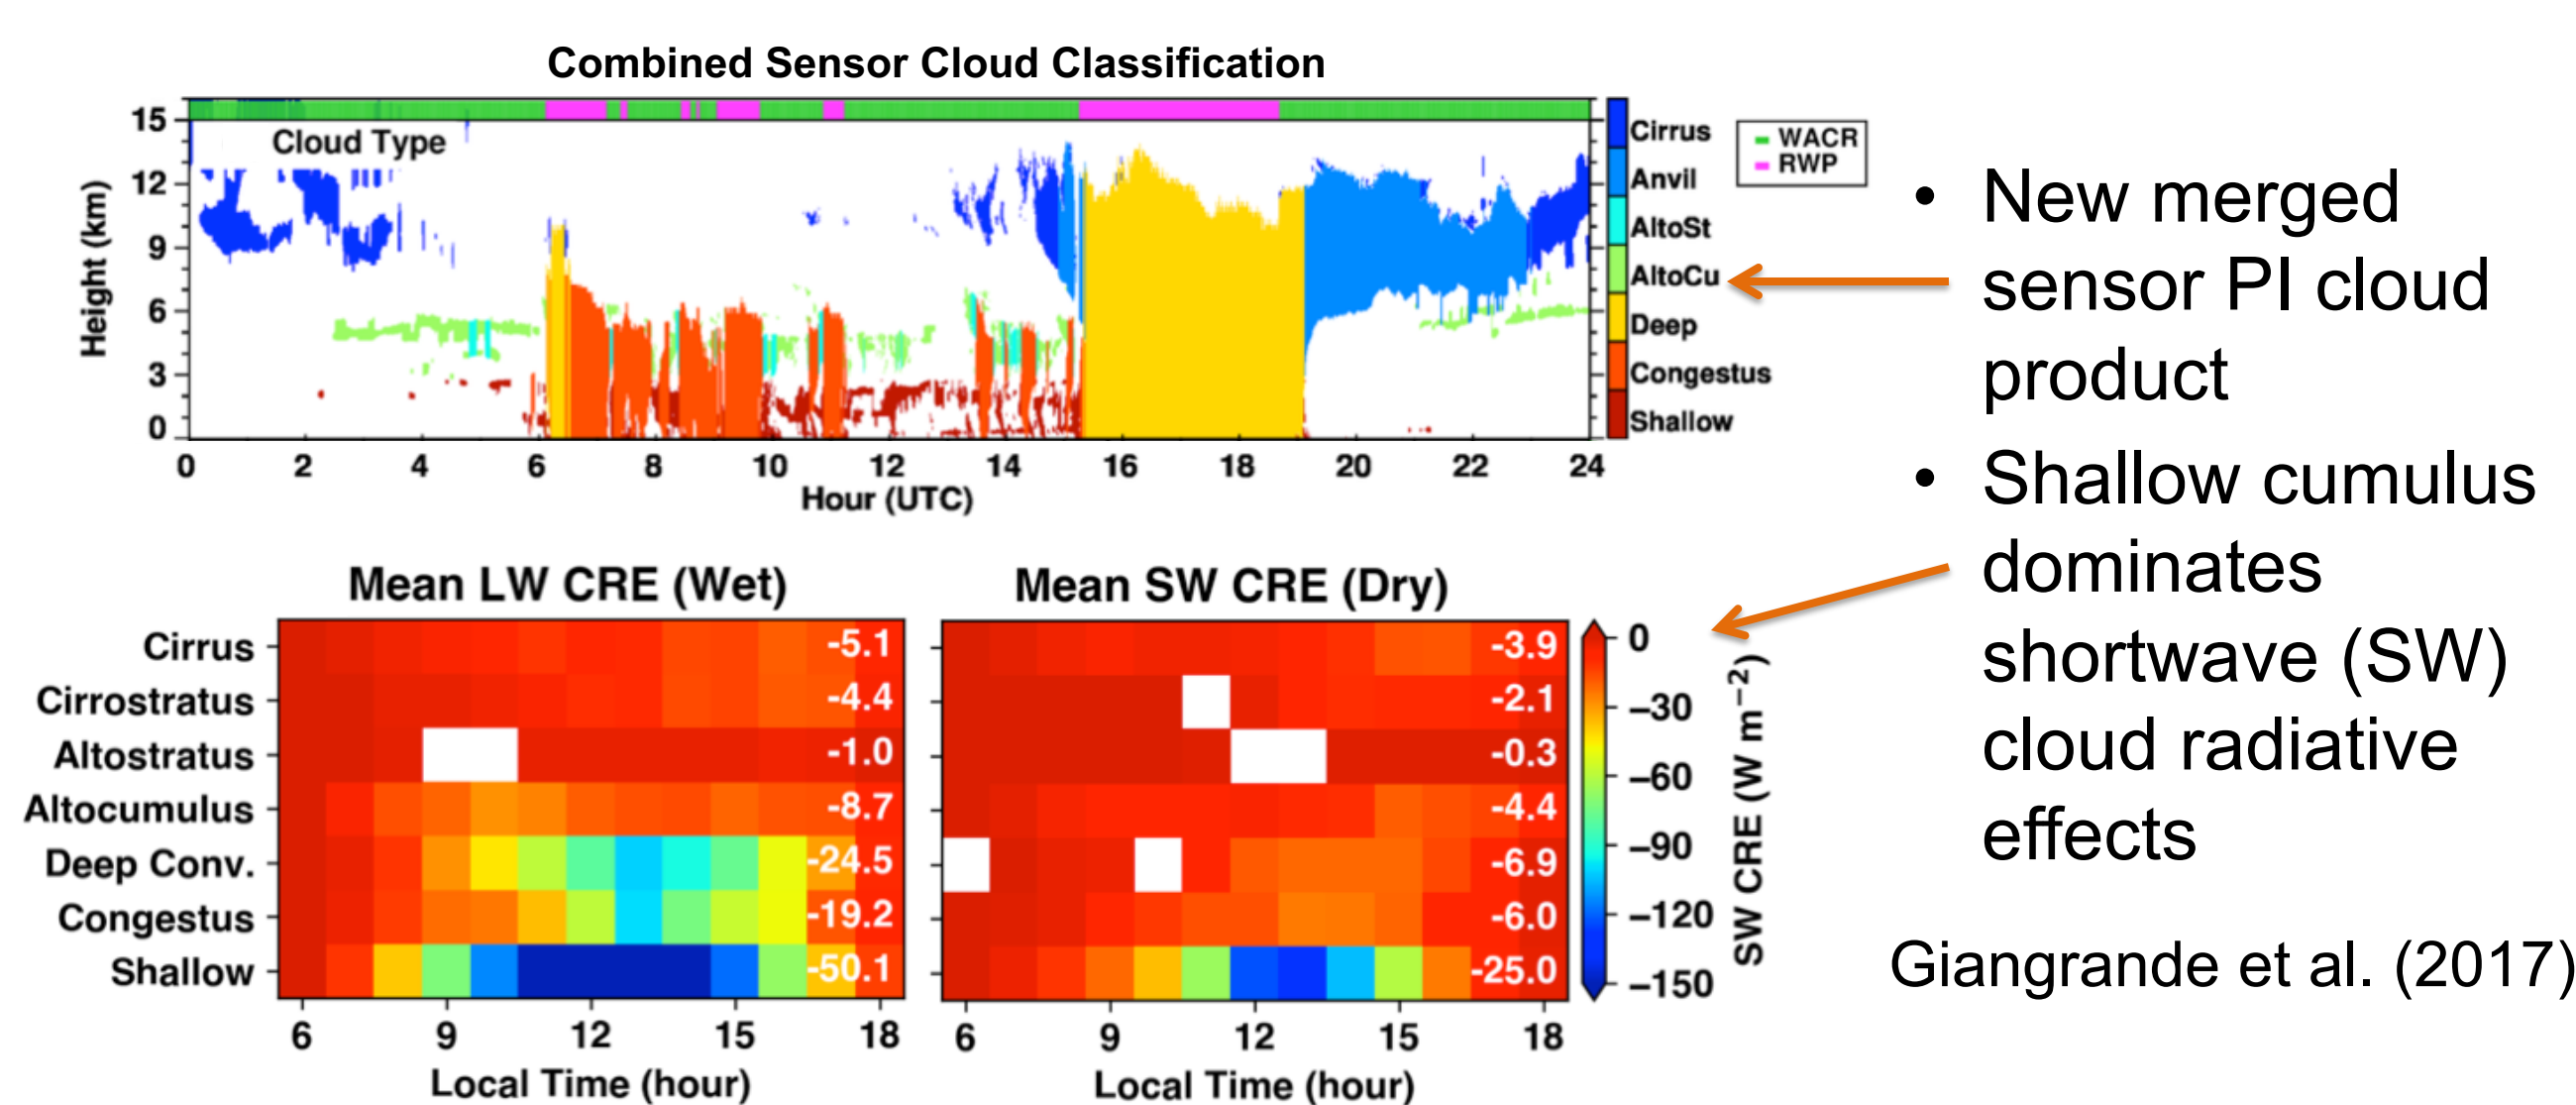 Combined Sensor Cloud Classification
Cloud Type
Height (km)
15
12
9
6
3
0
0 2 4 6 8 10 12 14 16 18 20 22 24
Hour (UTC)
Cirrus
Anvil
AltoSt
AltoCu
Deep
Congestus
Shallow
WACR
RWP
• New merged
sensor PI cloud
product
• Shallow cumulus
dominates
shortwave (SW)
cloud radiative
effects
Giangrande et al. (2017)
Mean LW CRE (Wet)
Cirrus -5.1
Cirrostratus -4.4
Altostratus -1.0
Altocumulus -8.7
Deep Conv. -24.5
Congestus -19.2
Shallow -50.1
6 9 12 15 18
Local Time (hour)
Mean SW CRE (Dry)
-3.9
-2.1
-0.3
-4.4
-6.9
-6.0
-25.0
6 9 12 15 18
Local Time (hour)
0
−30
−60
−90
−120
−150
SW CRE (W m⁻²)